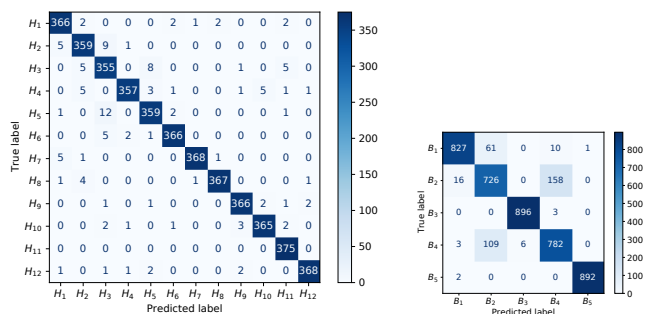 H1 366 2 0 0 0 2 1 2 0 0 2 0
H2 5 359 9 1 0 0 0 0 0 0 0 0
H3 0 5 355 0 8 0 0 0 1 0 5 0
H4 0 5 0 357 3 1 0 0 1 5 1 1
H5 1 0 12 0 359 2 0 0 0 0 1 0
H6 0 0 5 2 1 366 0 0 0 0 0 0
H7 5 1 0 0 0 0 368 1 0 0 0 0
H8 1 4 0 0 0 0 1 367 0 0 0 1
H9 0 0 1 0 1 0 0 0 366 2 1 2
H10 0 0 2 1 0 1 0 0 3 365 2 0
H11 0 0 0 0 0 0 0 0 0 0 375 0
H12 1 0 1 1 2 0 0 0 2 0 0 368
H1 H2 H3 H4 H5 H6 H7 H8 H9 H10 H11 H12
Predicted label
True label
350
300
250
200
150
100
50
0
B1 827 61 0 10 1
B2 16 726 0 158 0
B3 0 0 896 3 0
B4 3 109 6 782 0
B5 2 0 0 0 892
B1 B2 B3 B4 B5
Predicted label
True label
800
700
600
500
400
300
200
100
0